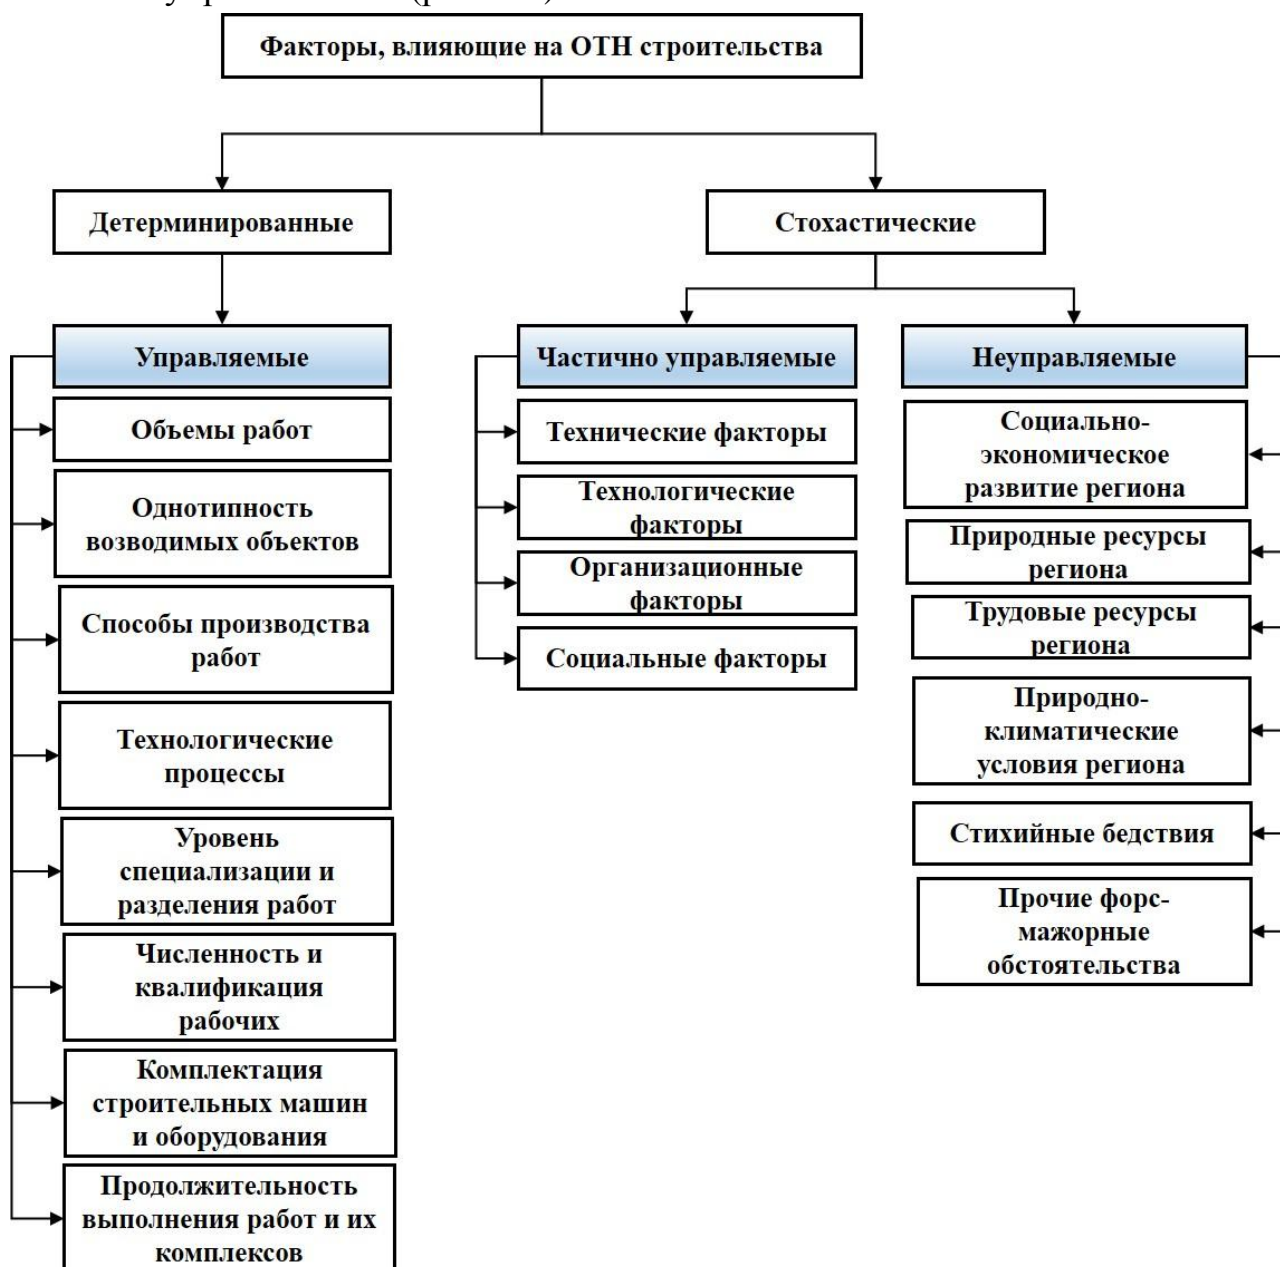 Факторы, влияющие на ОТН строительства
Детерминированные
Стохастические
Управляемые
Объемы работ
Однотипность
возводимых объектов
Способы производства
работ
Технологические
процессы
Уровень
специализации и
разделения работ
Численность и
квалификация
рабочих
Комплектация
строительных машин
и оборудования
Продолжительность
выполнения работ и их
комплексов
Частично управляемые
Технические факторы
Технологические
факторы
Организационные
факторы
Социальные факторы
Неуправляемые
Социально-
экономическое
развитие региона
Природные ресурсы
региона
Трудовые ресурсы
региона
Природно-
климатические
условия региона
Стихийные бедствия
Прочие форс-
мажорные
обстоятельства